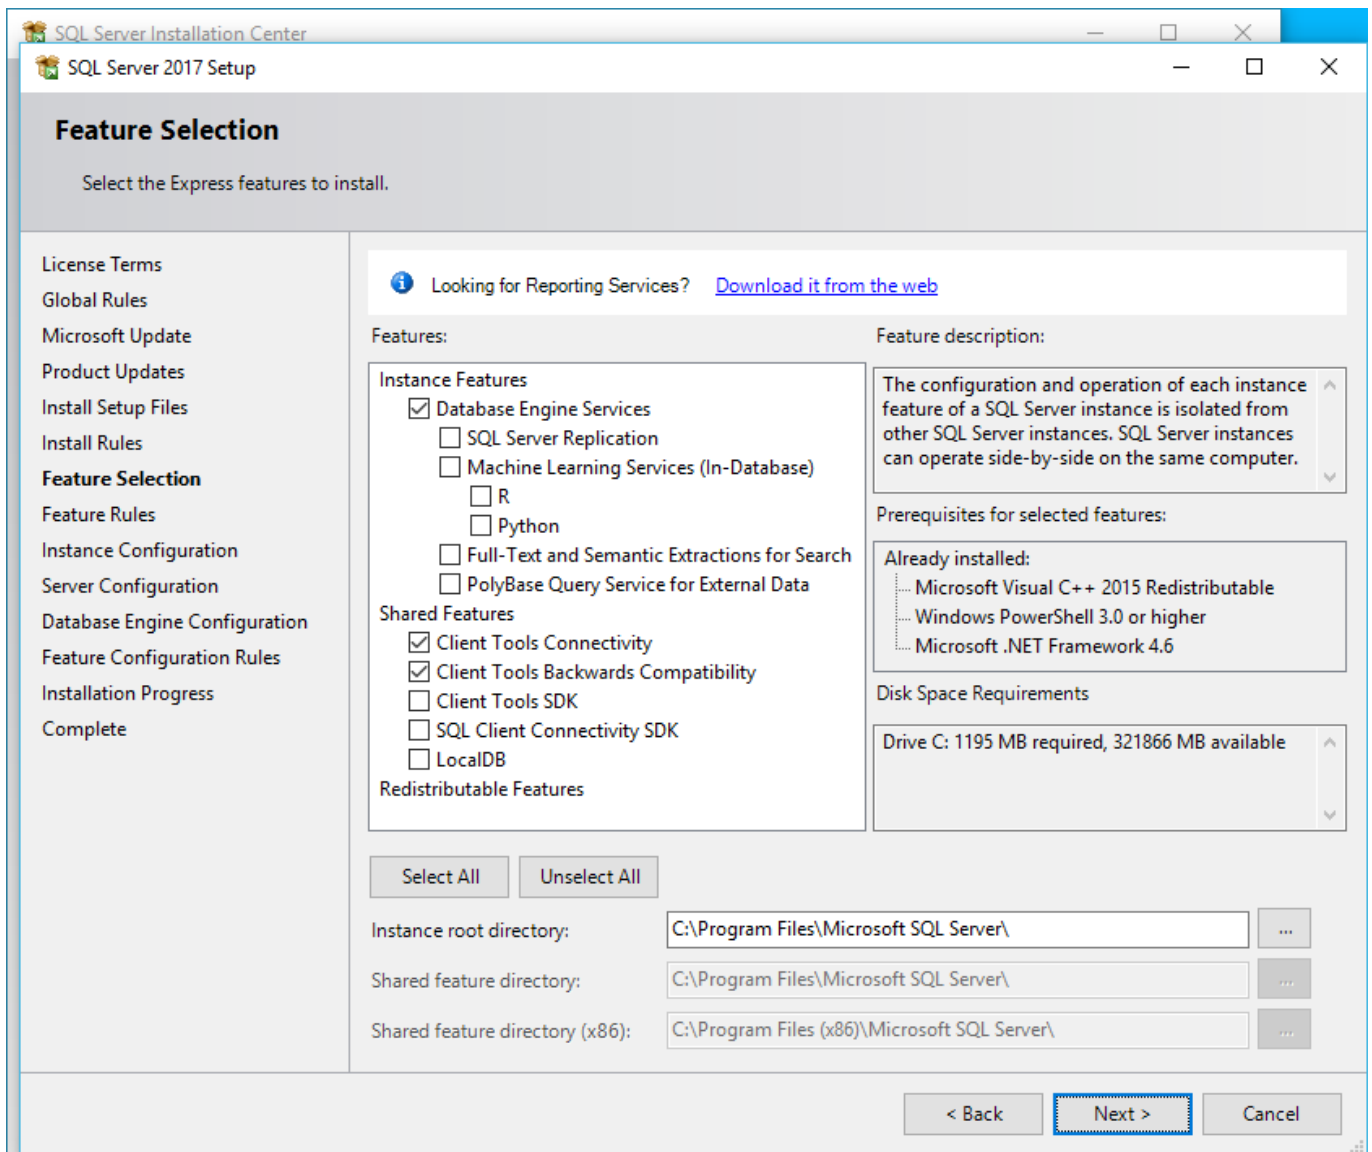 SQL Server Installation Center
SQL Server 2017 Setup
Feature Selection
Select the Express features to install.
License Terms
Global Rules
Microsoft Update
Product Updates
Install Setup Files
Install Rules
Feature Selection
Feature Rules
Instance Configuration
Server Configuration
Database Engine Configuration
Feature Configuration Rules
Installation Progress
Complete
Looking for Reporting Services? Download it from the web
Features:
Instance Features
Database Engine Services
SQL Server Replication
Machine Learning Services (In-Database)
R
Python
Full-Text and Semantic Extractions for Search
PolyBase Query Service for External Data
Shared Features
Client Tools Connectivity
Client Tools Backwards Compatibility
Client Tools SDK
SQL Client Connectivity SDK
LocalDB
Redistributable Features
Feature description:
The configuration and operation of each instance
feature of a SQL Server instance is isolated from
other SQL Server instances. SQL Server instances
can operate side-by-side on the same computer.
Prerequisites for selected features:
Already installed:
Microsoft Visual C++ 2015 Redistributable
Windows PowerShell 3.0 or higher
Microsoft .NET Framework 4.6
Disk Space Requirements
Drive C: 1195 MB required, 321866 MB available
Select All
Unselect All
Instance root directory: C:\Program Files\Microsoft SQL Server\ ...
Shared feature directory: C:\Program Files\Microsoft SQL Server\ ...
Shared feature directory (x86): C:\Program Files (x86)\Microsoft SQL Server\ ...
< Back
Next >
Cancel